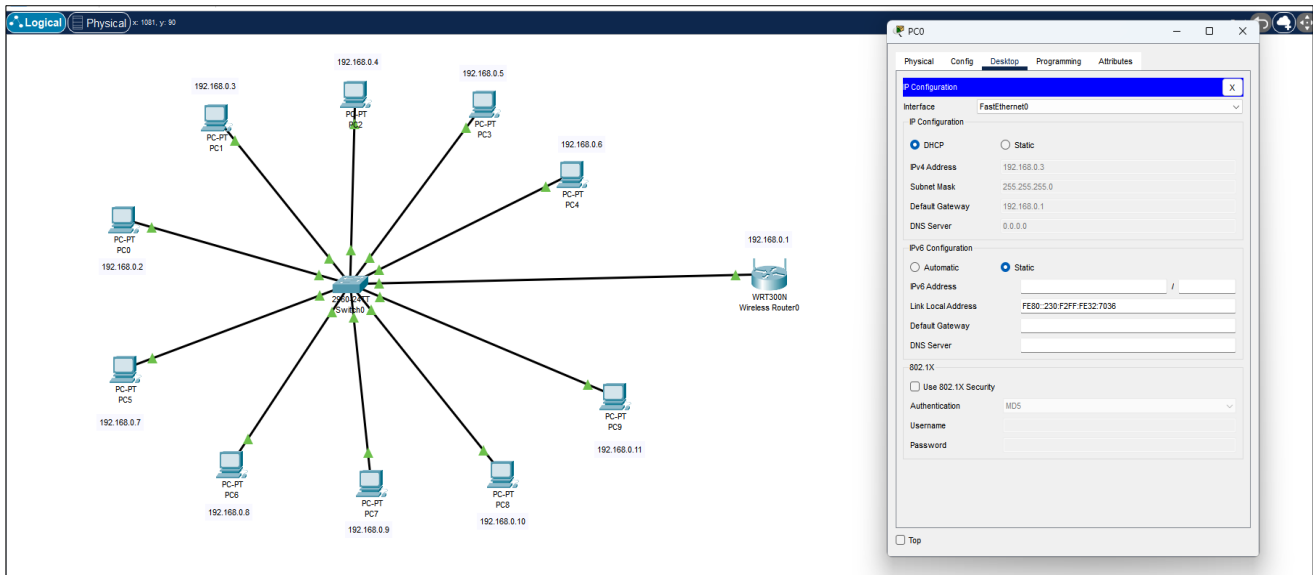 Logical Physical x: 1081, y: 90
192.168.0.4
192.168.0.5
192.168.0.3
PC-PT
PC2
PC-PT
PC3
PC-PT
PC1
192.168.0.6
PC-PT
PC4
192.168.0.1
PC-PT
PC0
192.168.0.2
2960-24TT
Switch0
WRT300N
Wireless Router0
PC-PT
PC5
192.168.0.7
PC-PT
PC9
192.168.0.11
PC-PT
PC6
192.168.0.8
PC-PT
PC7
192.168.0.9
PC-PT
PC8
192.168.0.10
PC0
Physical Config Desktop Programming Attributes
IP Configuration X
Interface FastEthernet0
IP Configuration
DHCP Static
IPv4 Address 192.168.0.3
Subnet Mask 255.255.255.0
Default Gateway 192.168.0.1
DNS Server 0.0.0.0
IPv6 Configuration
Automatic Static
IPv6 Address /
Link Local Address FE80::230:F2FF:FE32:7036
Default Gateway
DNS Server
802.1X
Use 802.1X Security
Authentication MD5
Username
Password
Top